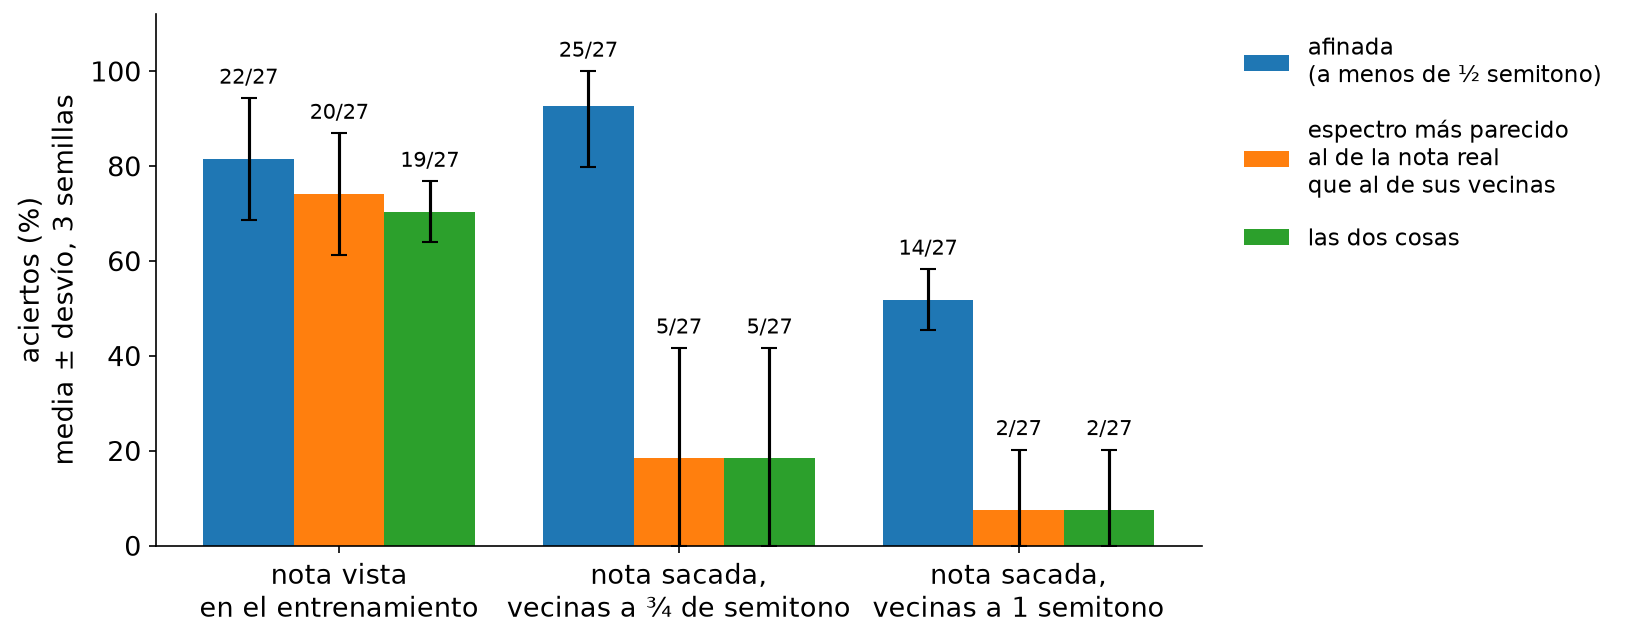 aciertos (%)
media ± desvío, 3 semillas
100
80
60
40
20
0
22/27
20/27
19/27
25/27
5/27
5/27
14/27
2/27
2/27
nota vista
en el entrenamiento
nota sacada,
vecinas a ¾ de semitono
nota sacada,
vecinas a 1 semitono
afinada
(a menos de ½ semitono)
espectro más parecido
al de la nota real
que al de sus vecinas
las dos cosas